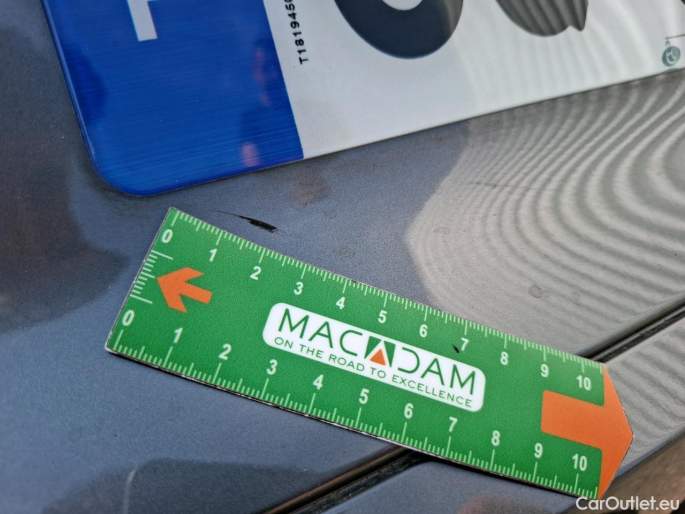 T1819450
0 1 2 3 4 5 6 7 8 9 10
MACADAM
ON THE ROAD TO EXCELLENCE
0 1 2 3 4 5 6 7 8 9 10
CarOutlet.eu